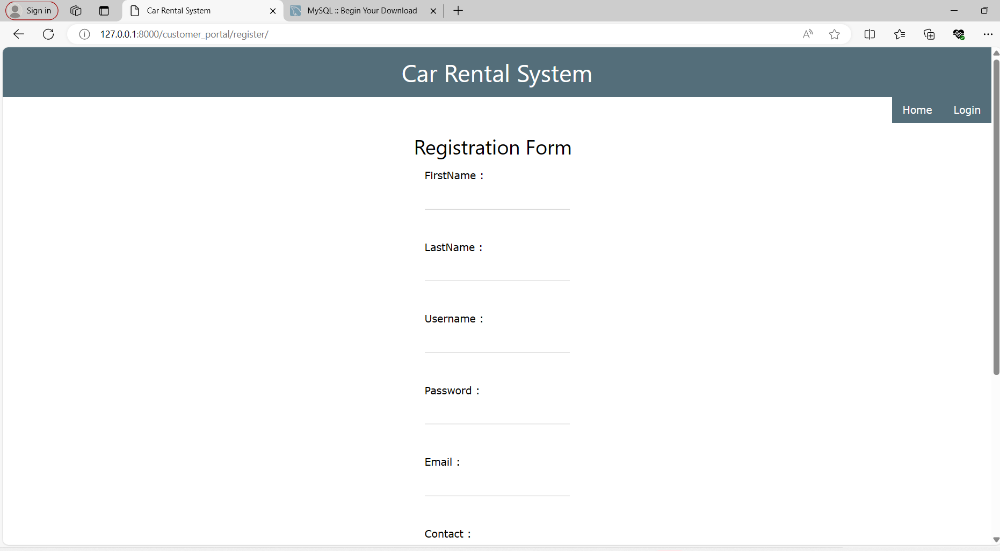 Sign in
Car Rental System
MySQL :: Begin Your Download
127.0.0.1:8000/customer_portal/register/
Car Rental System
Home Login
Registration Form
FirstName :
LastName :
Username :
Password :
Email :
Contact :